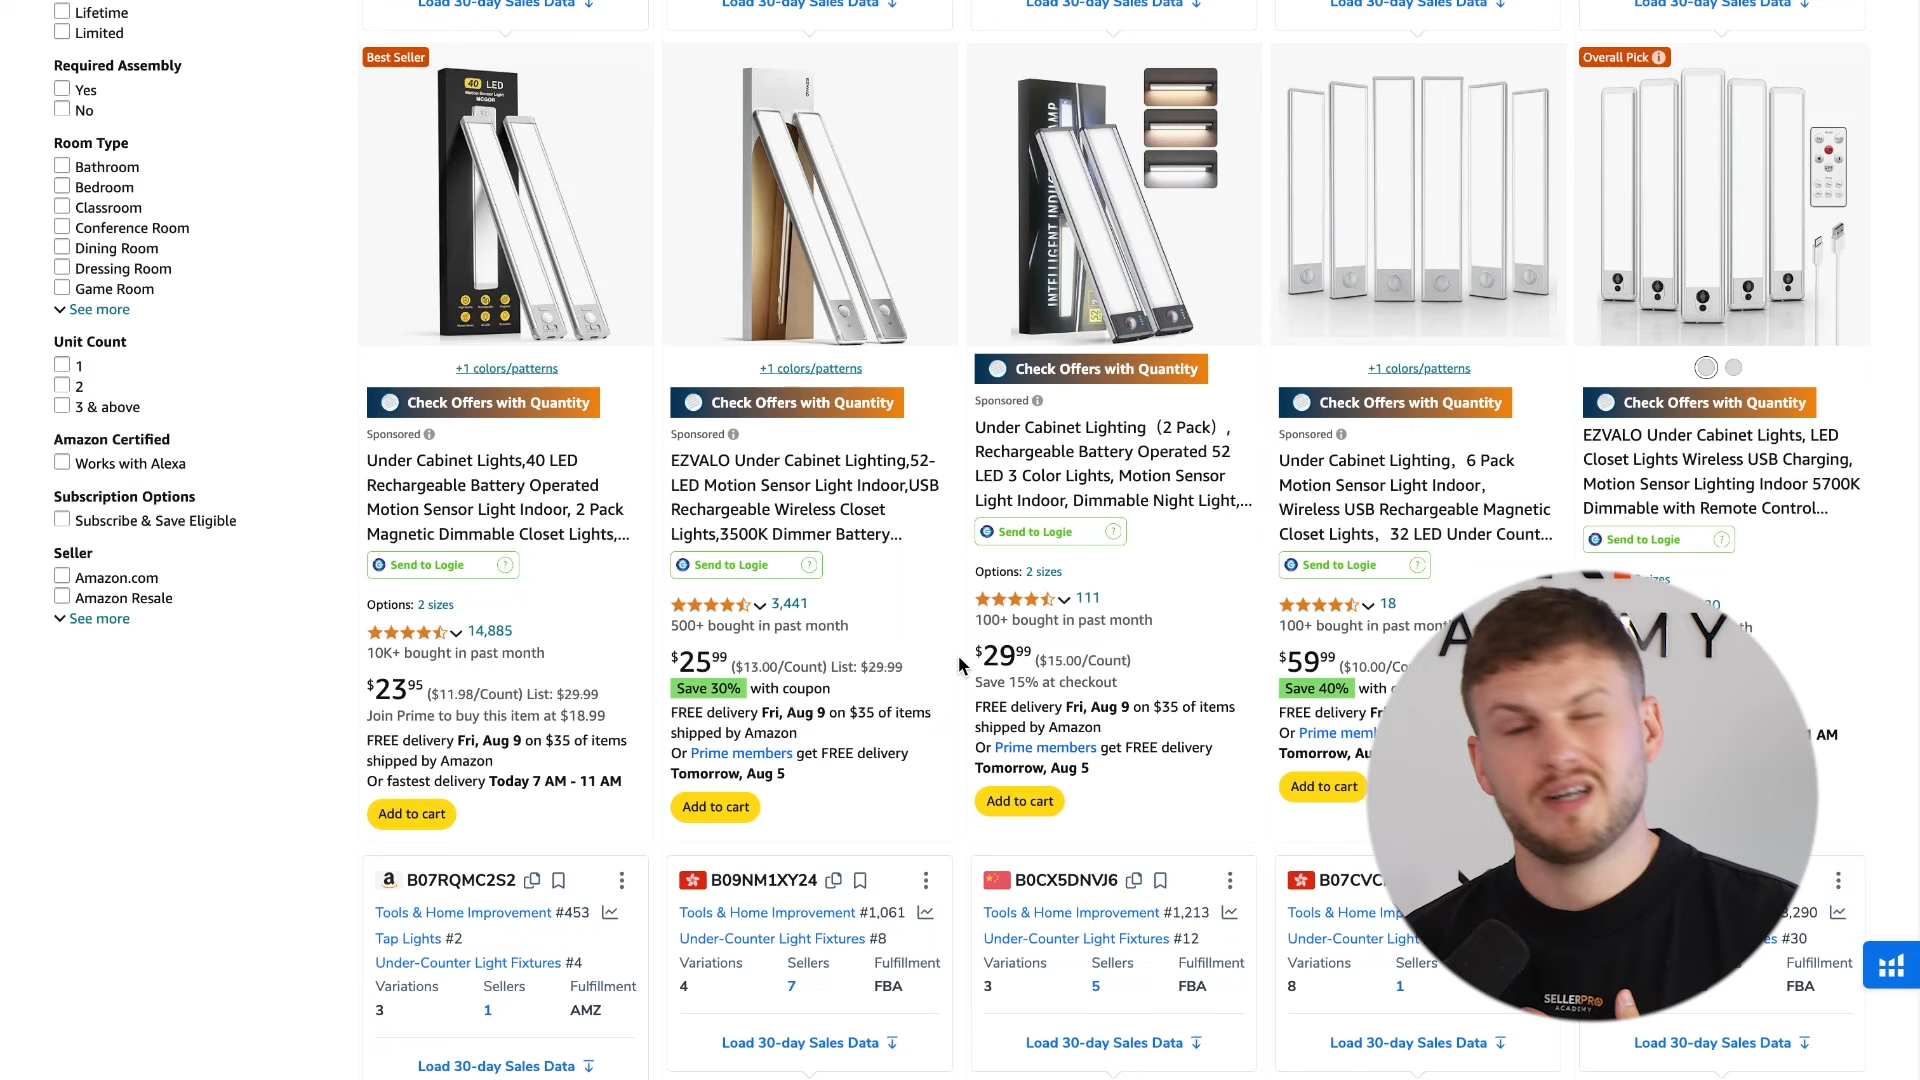 Lifetime
Limited
Required Assembly
Yes
No
Room Type
Bathroom
Bedroom
Classroom
Conference Room
Dining Room
Dressing Room
Game Room
See more
Unit Count
1
2
3 & above
Amazon Certified
Works with Alexa
Subscription Options
Subscribe & Save Eligible
Seller
Amazon.com
Amazon Resale
See more
Load 30-day Sales Data
Best Seller
40 LED
Motion Sensor Light
MCGOR
+1 colors/patterns
Check Offers with Quantity
Sponsored
Under Cabinet Lights,40 LED
Rechargeable Battery Operated
Motion Sensor Light Indoor, 2 Pack
Magnetic Dimmable Closet Lights,...
Send to Logie ?
Options: 2 sizes
14,885
10K+ bought in past month
$23 95 ($11.98/Count) List: $29.99
Join Prime to buy this item at $18.99
FREE delivery Fri, Aug 9 on $35 of items
shipped by Amazon
Or fastest delivery Today 7 AM - 11 AM
Add to cart
a B07RQMC2S2
Tools & Home Improvement #453
Tap Lights #2
Under-Counter Light Fixtures #4
Variations Sellers Fulfillment
3 1 AMZ
Load 30-day Sales Data
Load 30-day Sales Data
EZVALO
+1 colors/patterns
Check Offers with Quantity
Sponsored
EZVALO Under Cabinet Lighting,52-
LED Motion Sensor Light Indoor,USB
Rechargeable Wireless Closet
Lights,3500K Dimmer Battery...
Send to Logie ?
3,441
500+ bought in past month
$25 99 ($13.00/Count) List: $29.99
Save 30% with coupon
FREE delivery Fri, Aug 9 on $35 of items
shipped by Amazon
Or Prime members get FREE delivery
Tomorrow, Aug 5
Add to cart
B09NM1XY24
Tools & Home Improvement #1,061
Under-Counter Light Fixtures #8
Variations Sellers Fulfillment
4 7 FBA
Load 30-day Sales Data
Load 30-day Sales Data
Check Offers with Quantity
Sponsored
Under Cabinet Lighting（2 Pack）,
Rechargeable Battery Operated 52
LED 3 Color Lights, Motion Sensor
Light Indoor, Dimmable Night Light,...
Send to Logie ?
Options: 2 sizes
111
100+ bought in past month
$29 99 ($15.00/Count)
Save 15% at checkout
FREE delivery Fri, Aug 9 on $35 of items
shipped by Amazon
Or Prime members get FREE delivery
Tomorrow, Aug 5
Add to cart
B0CX5DNVJ6
Tools & Home Improvement #1,213
Under-Counter Light Fixtures #12
Variations Sellers Fulfillment
3 5 FBA
Load 30-day Sales Data
Load 30-day Sales Data
+1 colors/patterns
Check Offers with Quantity
Sponsored
Under Cabinet Lighting，6 Pack
Motion Sensor Light Indoor，
Wireless USB Rechargeable Magnetic
Closet Lights，32 LED Under Count...
Send to Logie ?
18
100+ bought in past
$59 99 ($10.00/
Save 40%
FREE delivery
Or Prime
Tomorrow,
Add to cart
B07CVC
Tools & Home
Under-Counter Light
Variations Sellers
8 1
Load 30-day Sales Data
Load 30-day Sales Data
Overall Pick
Check Offers with Quantity
EZVALO Under Cabinet Lights, LED
Closet Lights Wireless USB Charging,
Motion Sensor Lighting Indoor 5700K
Dimmable with Remote Control...
Send to Logie ?
AM
#30
Fulfillment
FBA
Load 30-day Sales Data
SELLERPRO
ACADEMY